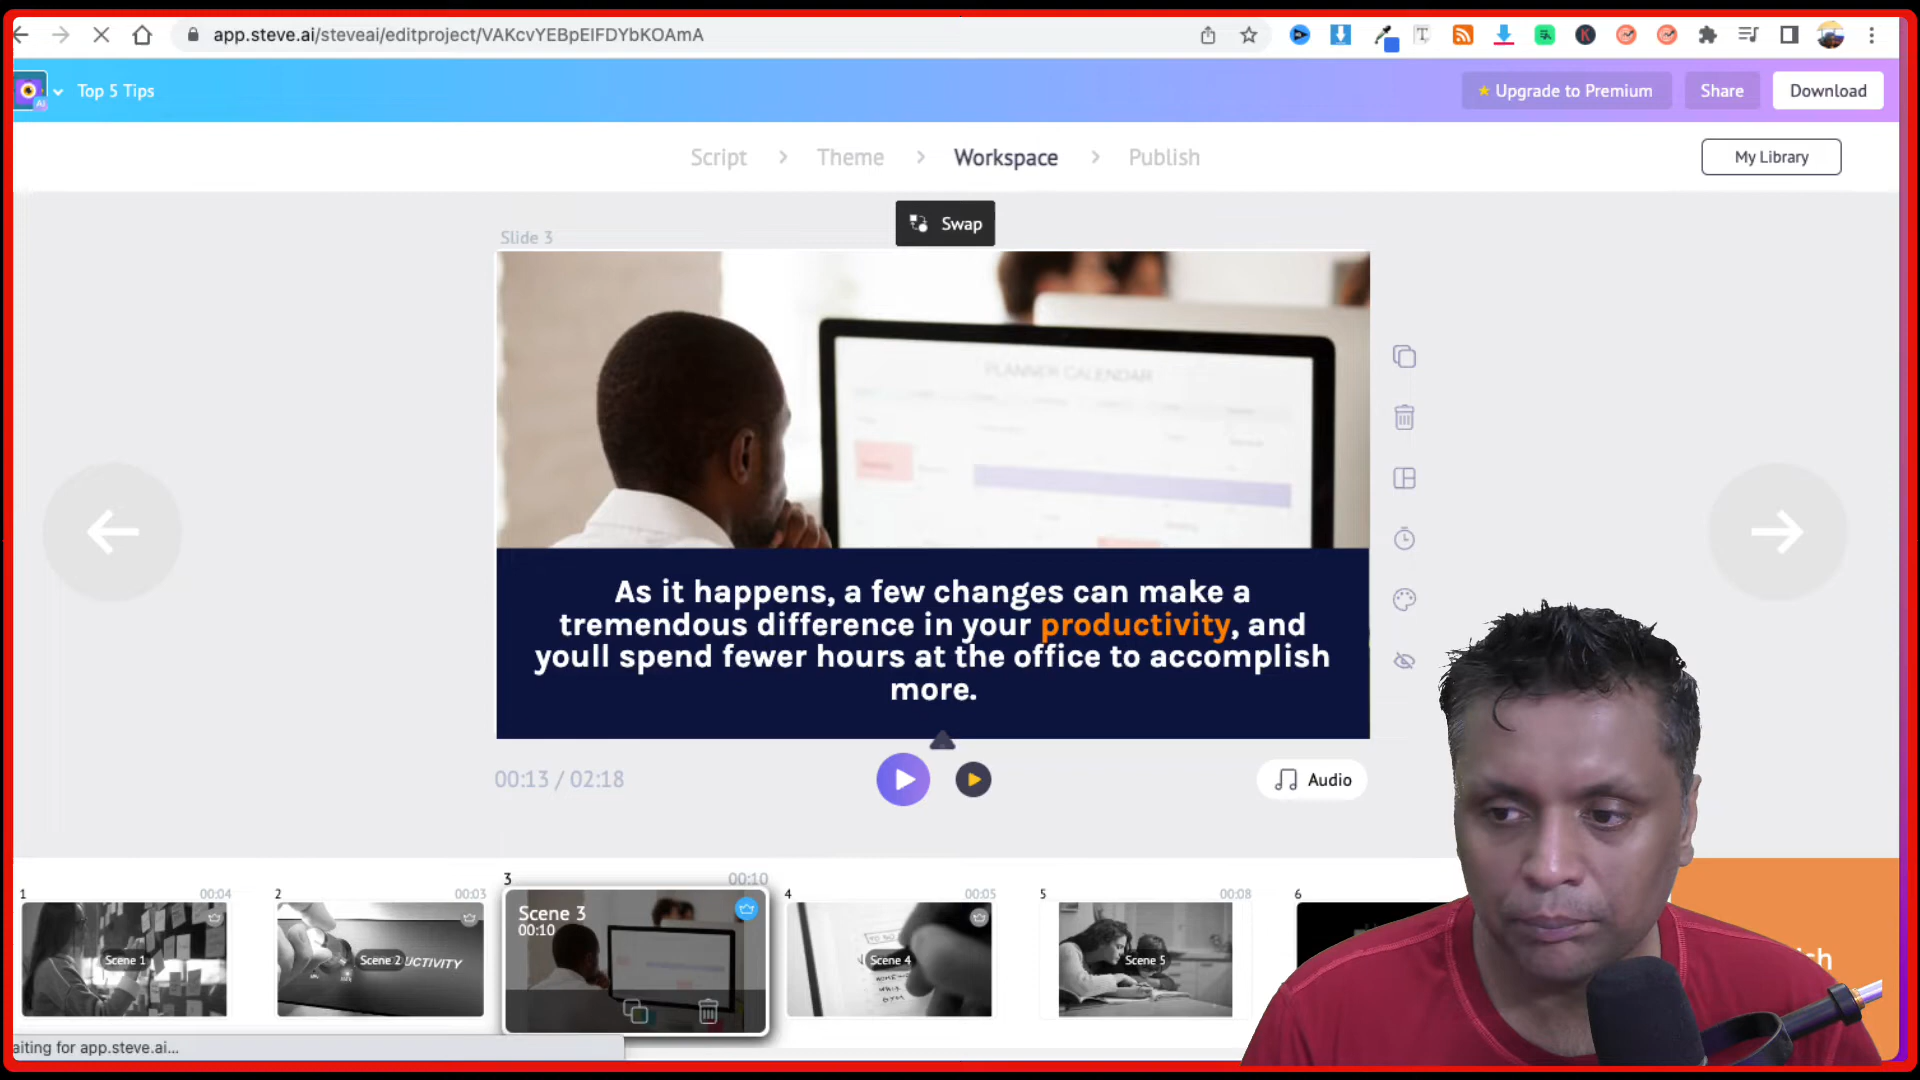 app.steve.ai/steveai/editproject/VAKcvYEBpEIFDYbKOAmA
AI
Top 5 Tips
Upgrade to Premium
Share
Download
Script
Theme
Workspace
Publish
My Library
Swap
Slide 3
PLANNER CALENDAR
As it happens, a few changes can make a
tremendous difference in your productivity, and
youll spend fewer hours at the office to accomplish
more.
00:13 / 02:18
Audio
1
00:04
2
00:03
3
00:10
4
00:05
5
00:08
6
Scene 1
Scene 2
Scene 3
00:10
Scene 4
Scene 5
aiting for app.steve.ai...